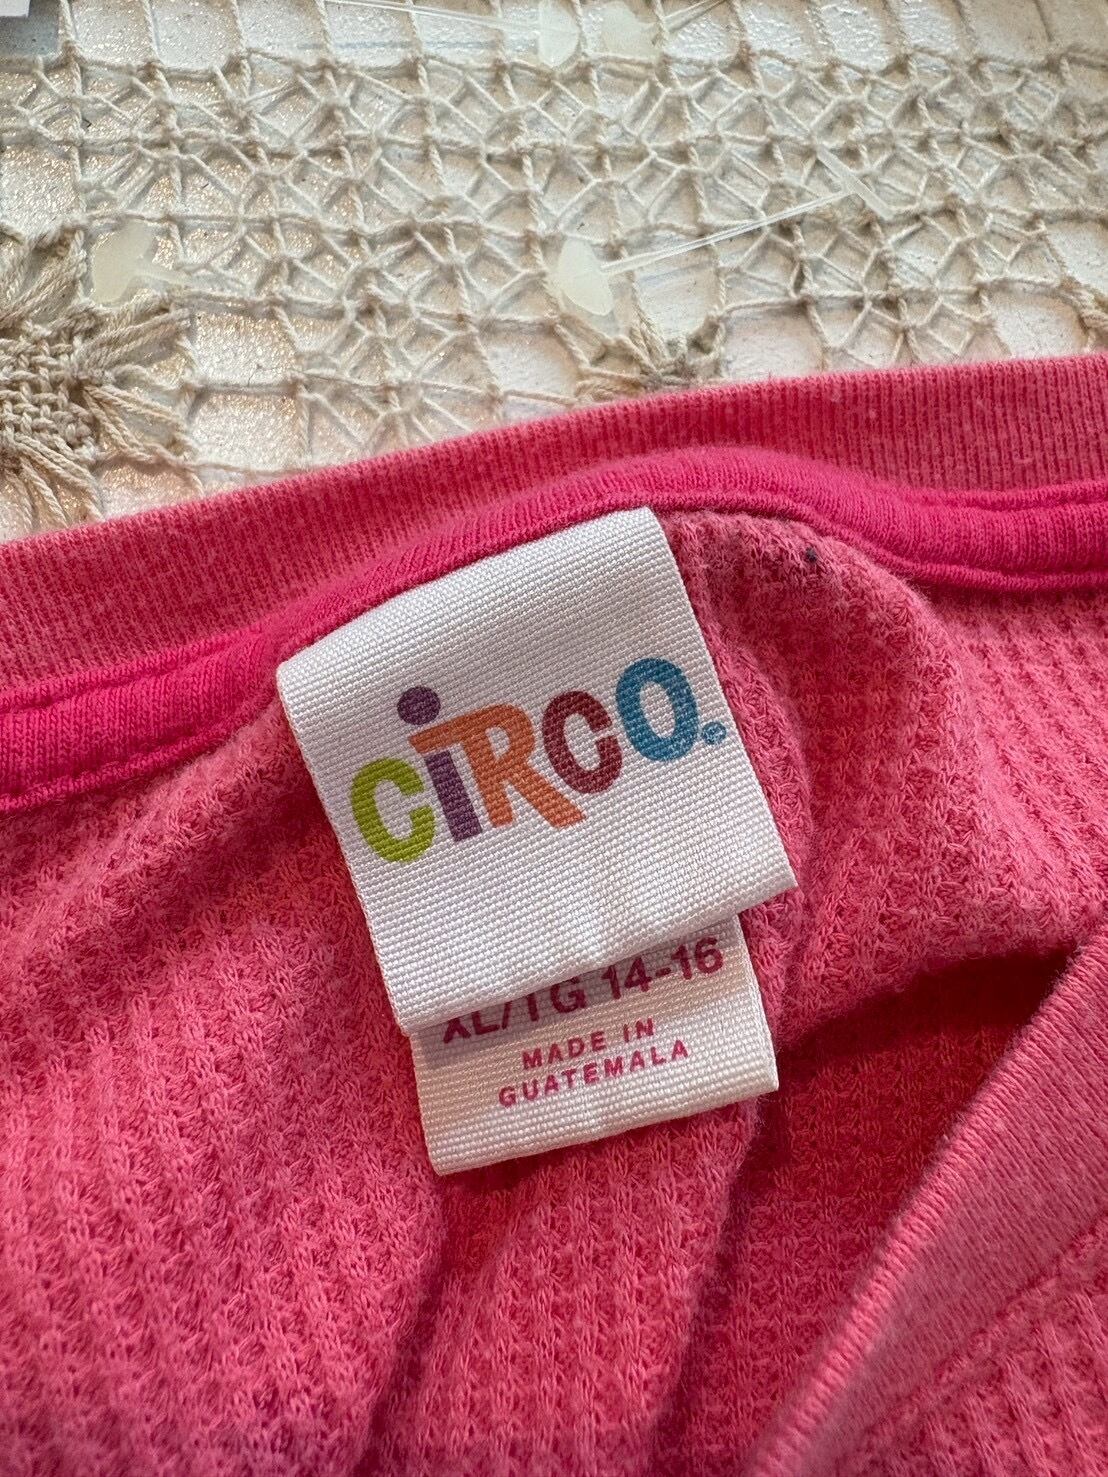 CiRCO.
XL/TG 14-16
MADE IN
GUATEMALA